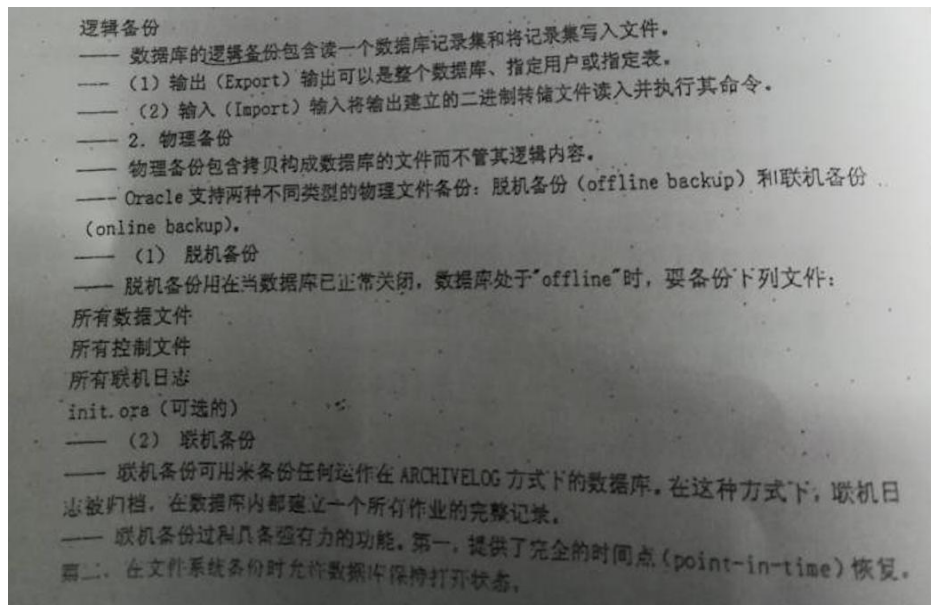 逻辑备份
—— 数据库的逻辑备份包含读一个数据库记录集和将记录集写入文件。
—— （1）输出（Export）输出可以是整个数据库、指定用户或指定表。
—— （2）输入（Import）输入将输出建立的二进制转储文件读入并执行其命令。
—— 2. 物理备份
—— 物理备份包含拷贝构成数据库的文件而不管其逻辑内容。
—— Oracle 支持两种不同类型的物理文件备份：脱机备份（offline backup）和联机备份
（online backup）。
—— （1） 脱机备份
—— 脱机备份用在当数据库已正常关闭，数据库处于"offline"时，要备份下列文件：
所有数据文件
所有控制文件
所有联机日志
init.ora（可选的）
—— （2） 联机备份
—— 联机备份可用来备份任何运作在 ARCHIVELOG 方式下的数据库。在这种方式下，联机日
志被归档，在数据库内部建立一个所有作业的完整记录。
—— 联机备份过程具备强有力的功能。第一，提供了完全的时间点（point-in-time）恢复。
第二、在文件系统备份时允许数据库保持打开状态。